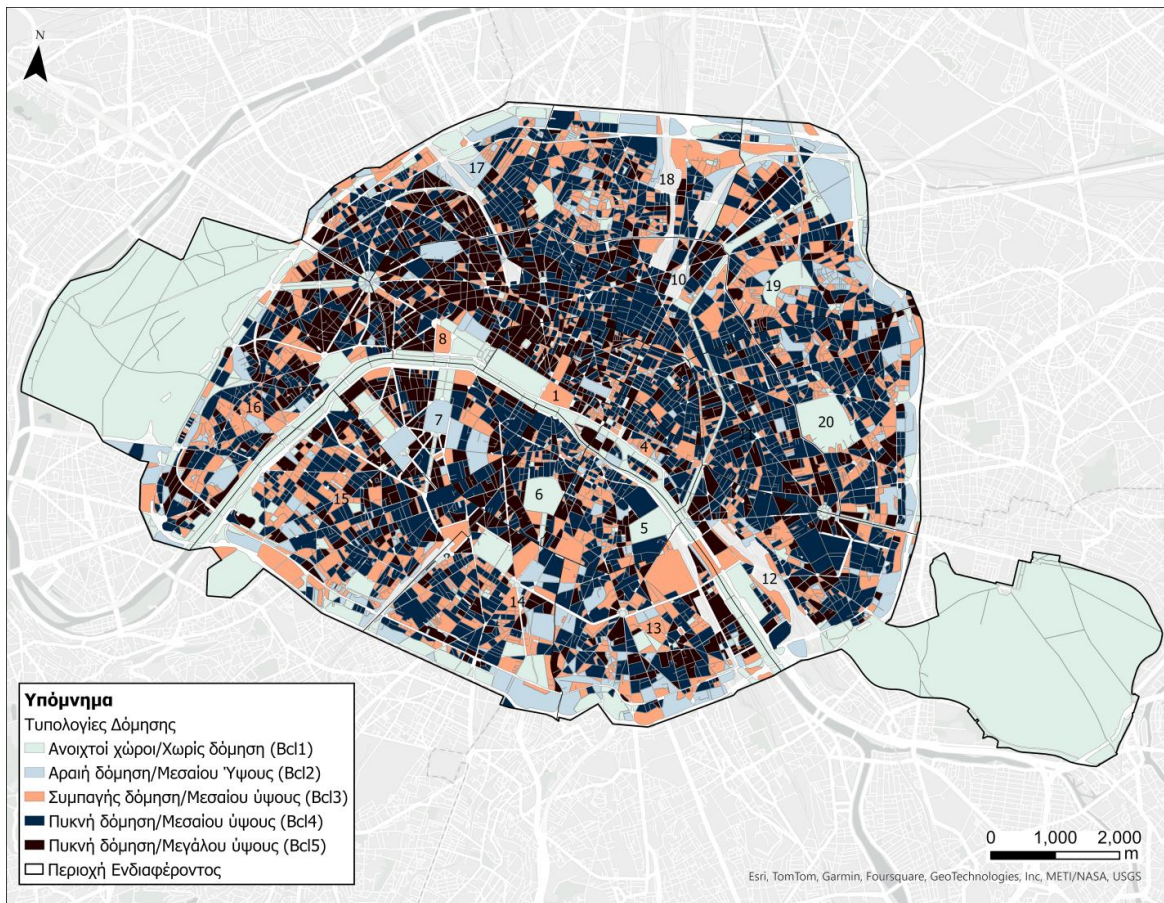 N
17
18
10
19
8
1
16
7
4
20
6
15
5
12
14
13
Υπόμνημα
Τυπολογίες Δόμησης
Ανοιχτοί χώροι/Χωρίς δόμηση (Bcl1)
Αραιή δόμηση/Μεσαίου Ύψους (Bcl2)
Συμπαγής δόμηση/Μεσαίου ύψους (Bcl3)
Πυκνή δόμηση/Μεσαίου ύψους (Bcl4)
Πυκνή δόμηση/Μεγάλου ύψους (Bcl5)
Περιοχή Ενδιαφέροντος
0 1,000 2,000
m
Esri, TomTom, Garmin, Foursquare, GeoTechnologies, Inc, METI/NASA, USGS